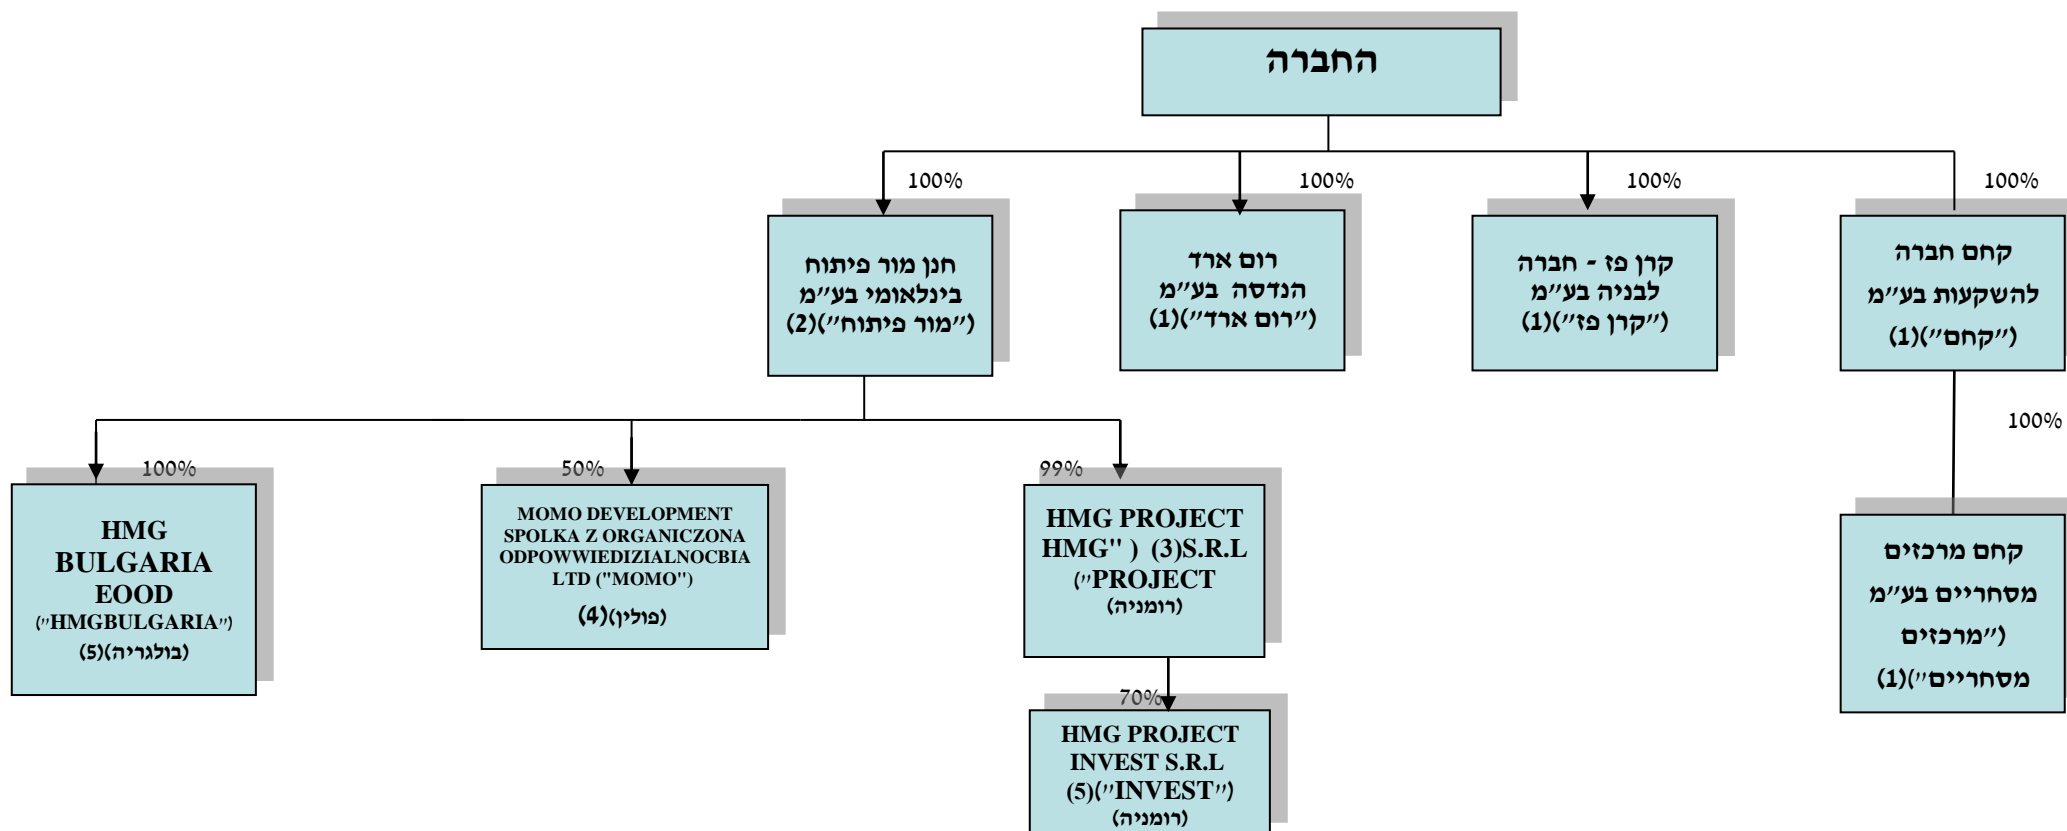 החברה
100%
100%
100%
100%
קחם חברה
להשקעות בע״מ
(״קחם״)(1)
קרן פז - חברה
לבניה בע״מ
(״קרן פז״)(1)
רום ארד
הנדסה בע״מ
(״רום ארד״)(1)
חנן מור פיתוח
בינלאומי בע״מ
(״מור פיתוח״)(2)
100%
קחם מרכזים
מסחריים בע״מ
(״מרכזים
מסחריים״)(1)
99%
HMG PROJECT
HMG" ) (3)S.R.L
(״PROJECT
(רומניה)
50%
MOMO DEVELOPMENT
SPOLKA Z ORGANICZONA
ODPOWWIEDIZIALNOCBIA
LTD ("MOMO")
(פולין)(4)
100%
HMG
BULGARIA
EOOD
(״HMGBULGARIA״)
(בולגריה)(5)
70%
HMG PROJECT
INVEST S.R.L
(5)(״INVEST״)
(רומניה)